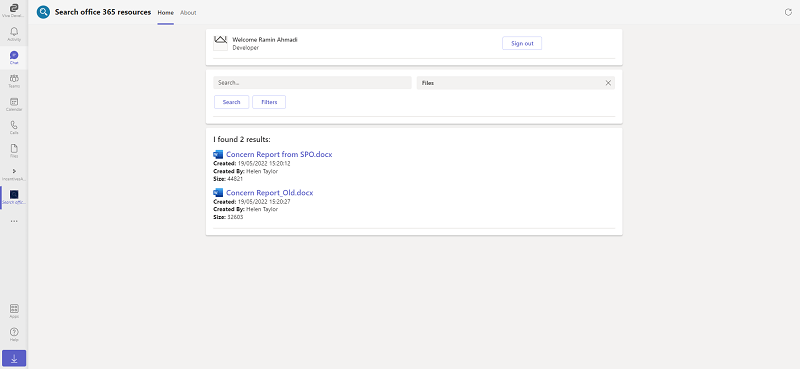 Viva Devel...
Search office 365 resources
Home
About
Activity
Chat
Teams
Calendar
Calls
Files
Search offic...
...
Apps
Help
Welcome Ramin Ahmadi
Developer
Sign out
Search...
Files
Search
Filters
I found 2 results:
Concern Report from SPO.docx
Created: 19/05/2022 15:20:12
Created By: Helen Taylor
Size: 44821
Concern Report_Old.docx
Created: 19/05/2022 15:20:27
Created By: Helen Taylor
Size: 32603